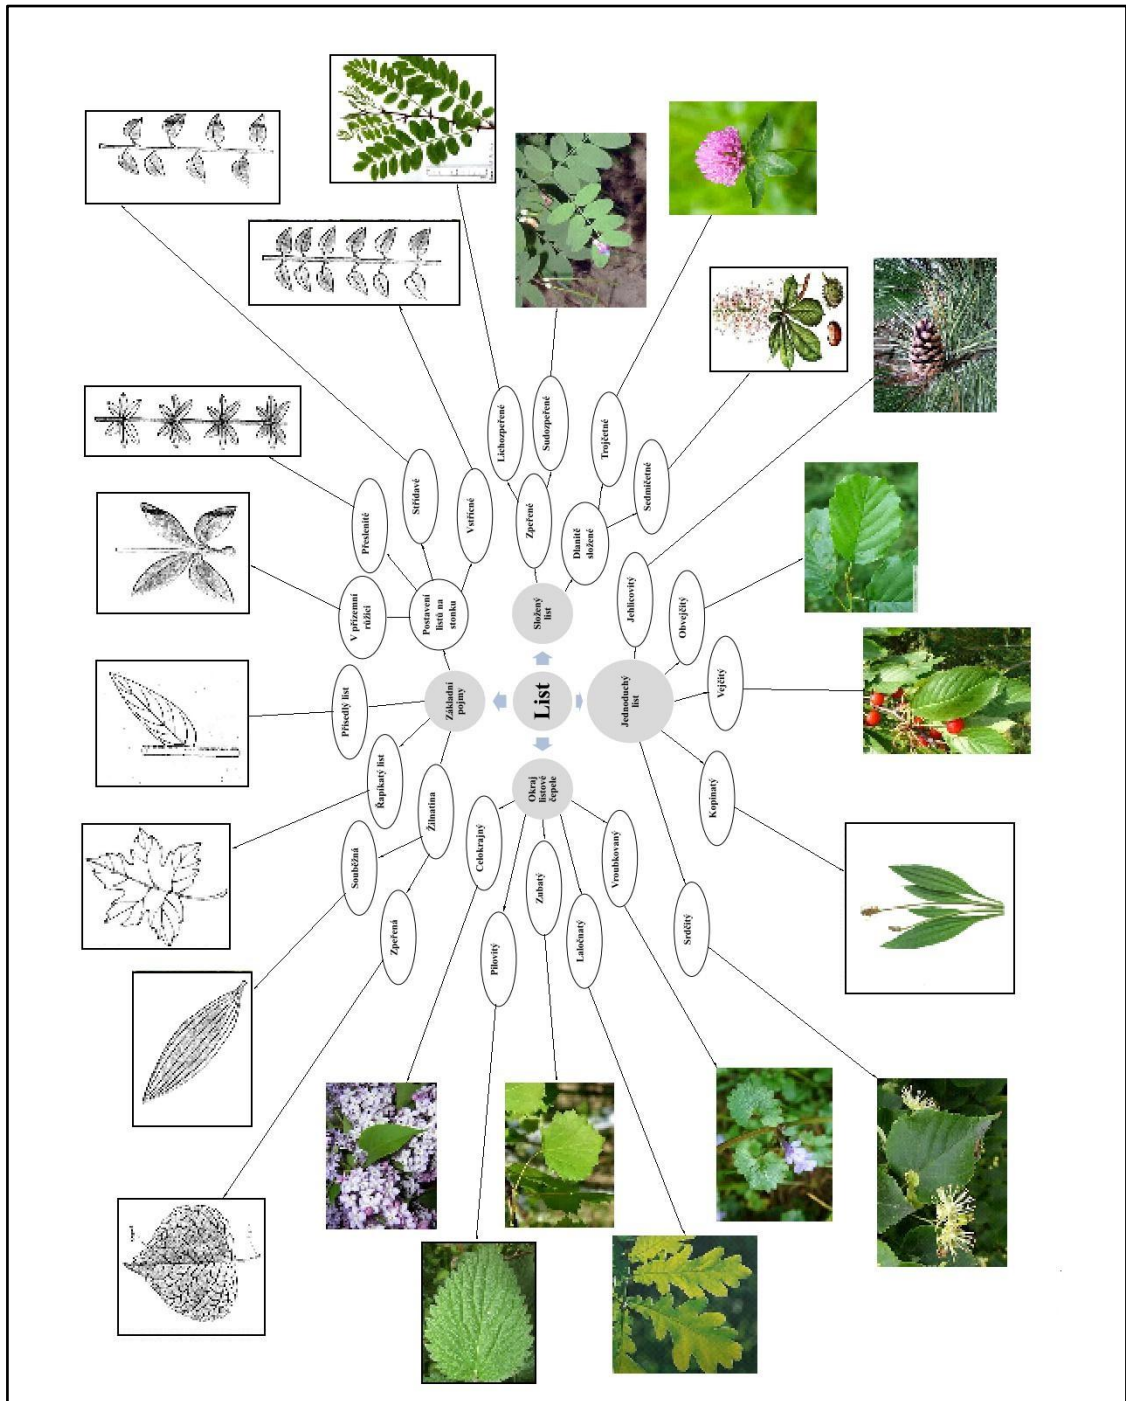 List
Základní
pojmy
Postavení
listů na
stonku
V přízemní
růžici
Přeslenité
Střídavé
Vstřícné
Přisedlý list
Řapíkatý list
Žilnatina
Souběžná
Zpeřená
Složený
list
Zpeřené
Lichozpeřené
Sudozpeřené
Dlanitě
složené
Trojčetné
Sedmičetné
Jednoduchý
list
Jehlicovitý
Obvejčitý
Vejčitý
Kopinatý
Srdčitý
Okraj
listové
čepele
Celokrajný
Pilovitý
Zubatý
Laločnatý
Vroubkovaný